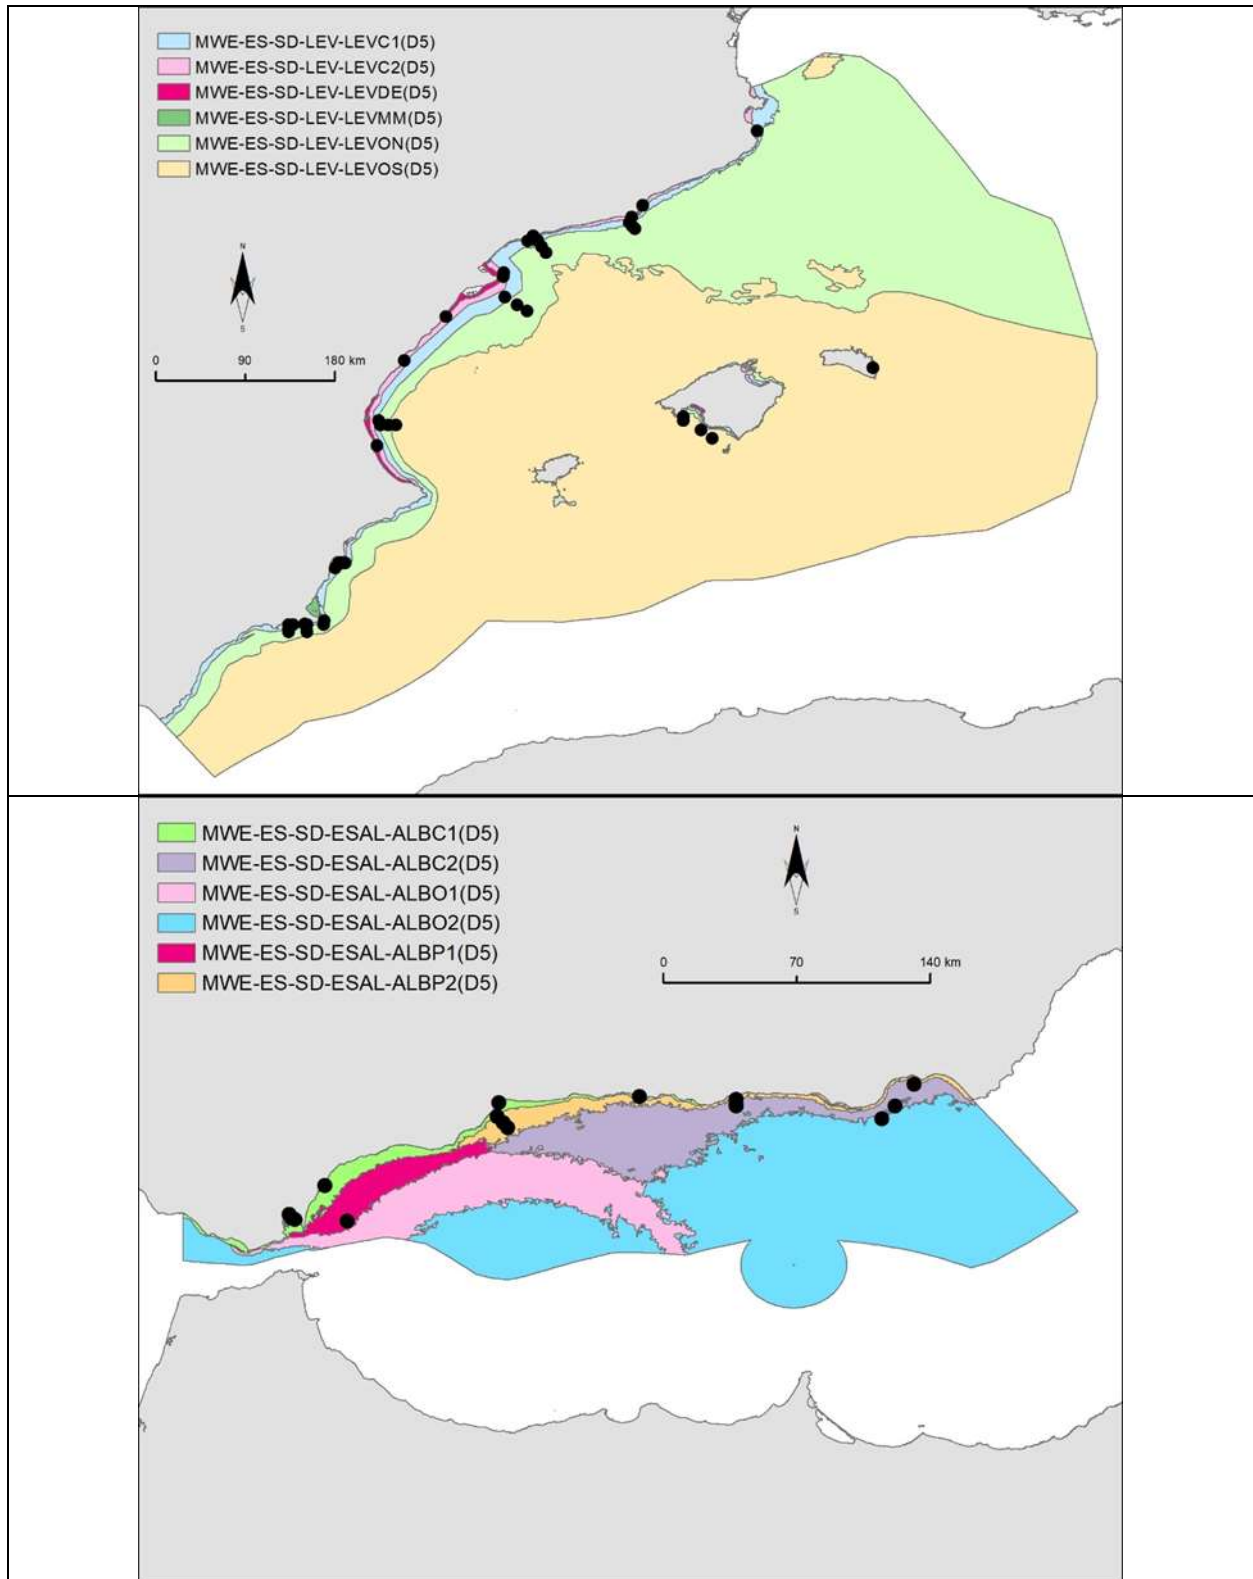 MWE-ES-SD-LEV-LEVC1(D5)
MWE-ES-SD-LEV-LEVC2(D5)
MWE-ES-SD-LEV-LEVDE(D5)
MWE-ES-SD-LEV-LEVMM(D5)
MWE-ES-SD-LEV-LEVON(D5)
MWE-ES-SD-LEV-LEVOS(D5)
N
S
0 90 180 km
MWE-ES-SD-ESAL-ALBC1(D5)
MWE-ES-SD-ESAL-ALBC2(D5)
MWE-ES-SD-ESAL-ALBO1(D5)
MWE-ES-SD-ESAL-ALBO2(D5)
MWE-ES-SD-ESAL-ALBP1(D5)
MWE-ES-SD-ESAL-ALBP2(D5)
N
S
0 70 140 km